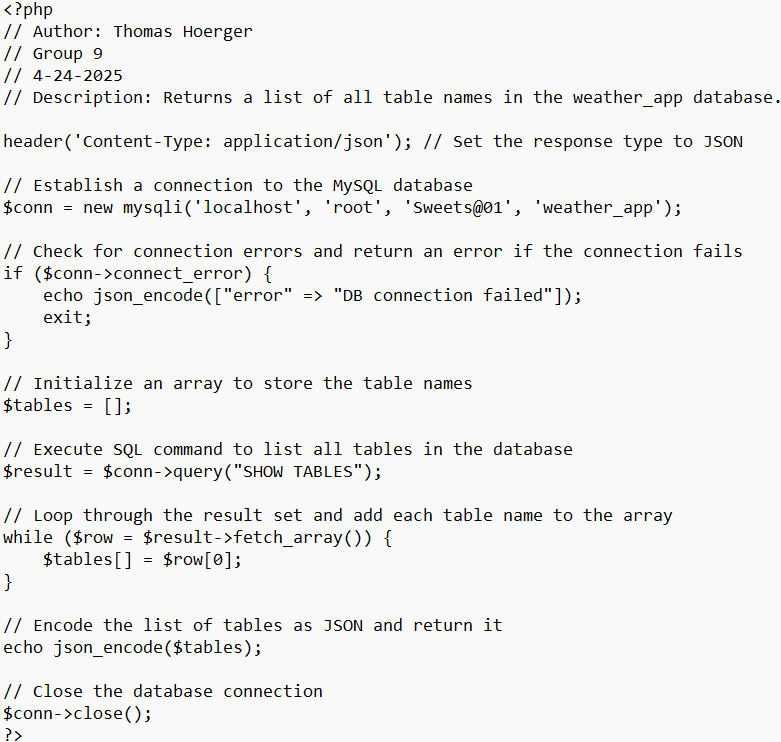 <?php
// Author: Thomas Hoerger
// Group 9
// 4-24-2025
// Description: Returns a list of all table names in the weather_app database.
header('Content-Type: application/json'); // Set the response type to JSON
// Establish a connection to the MySQL database
$conn = new mysqli('localhost', 'root', 'Sweets@01', 'weather_app');
// Check for connection errors and return an error if the connection fails
if ($conn->connect_error) {
    echo json_encode(["error" => "DB connection failed"]);
    exit;
}
// Initialize an array to store the table names
$tables = [];
// Execute SQL command to list all tables in the database
$result = $conn->query("SHOW TABLES");
// Loop through the result set and add each table name to the array
while ($row = $result->fetch_array()) {
    $tables[] = $row[0];
}
// Encode the list of tables as JSON and return it
echo json_encode($tables);
// Close the database connection
$conn->close();
?>